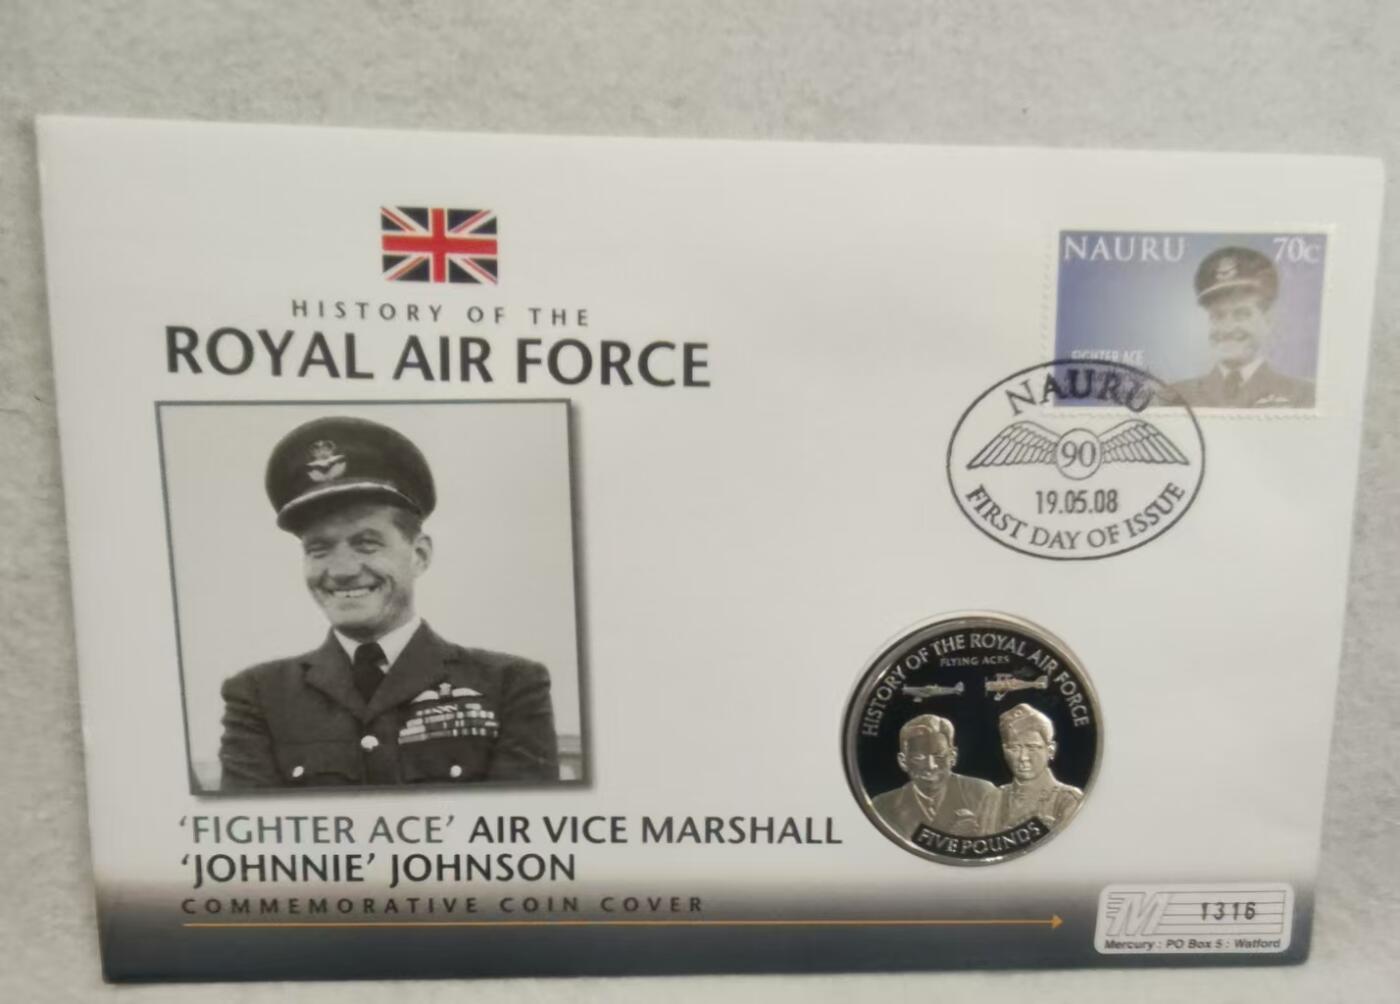 HISTORY OF THE
ROYAL AIR FORCE
NAURU 70c
FIGHTER ACE
NAURU
90
19.05.08
FIRST DAY OF ISSUE
HISTORY OF THE ROYAL AIR FORCE
FLYING ACES
FIVE POUNDS
'FIGHTER ACE' AIR VICE MARSHALL
'JOHNNIE' JOHNSON
COMMEMORATIVE COIN COVER
M 1316
Mercury : PO Box 5 : Watford